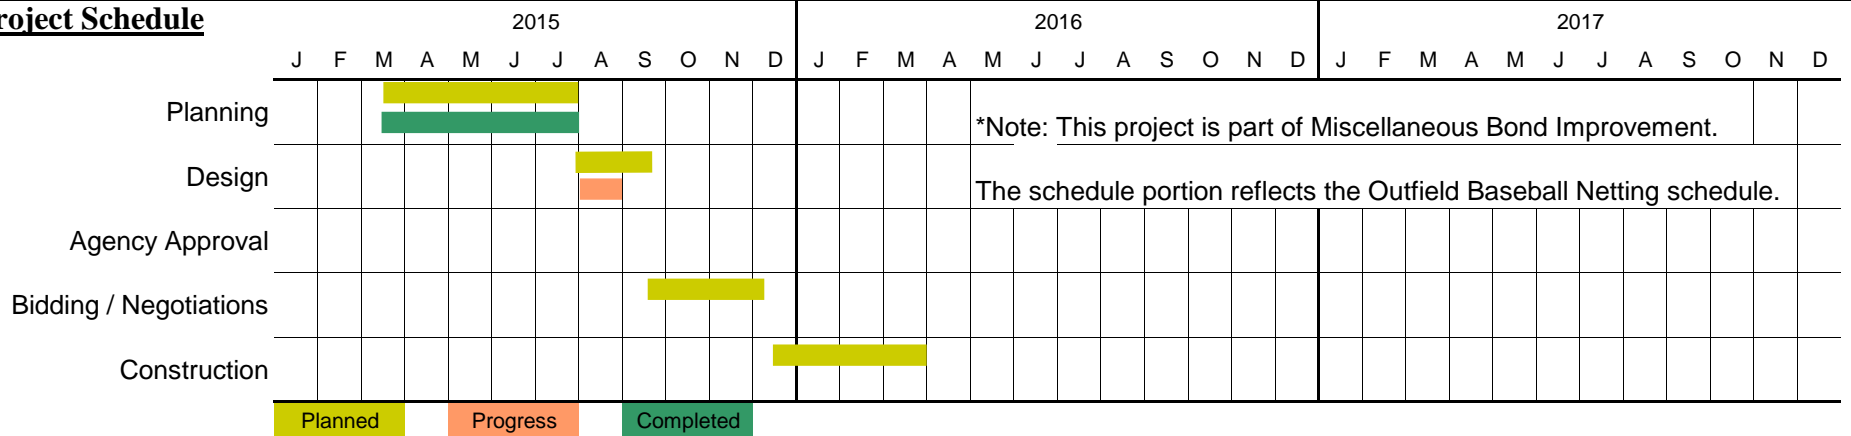 roject Schedule
2015 2016 2017
J F M A M J J A S O N D J F M A M J J A S O N D J F M A M J J A S O N D
Planning
*Note: This project is part of Miscellaneous Bond Improvement.
Design
The schedule portion reflects the Outfield Baseball Netting schedule.
Agency Approval
Bidding / Negotiations
Construction
Planned Progress Completed